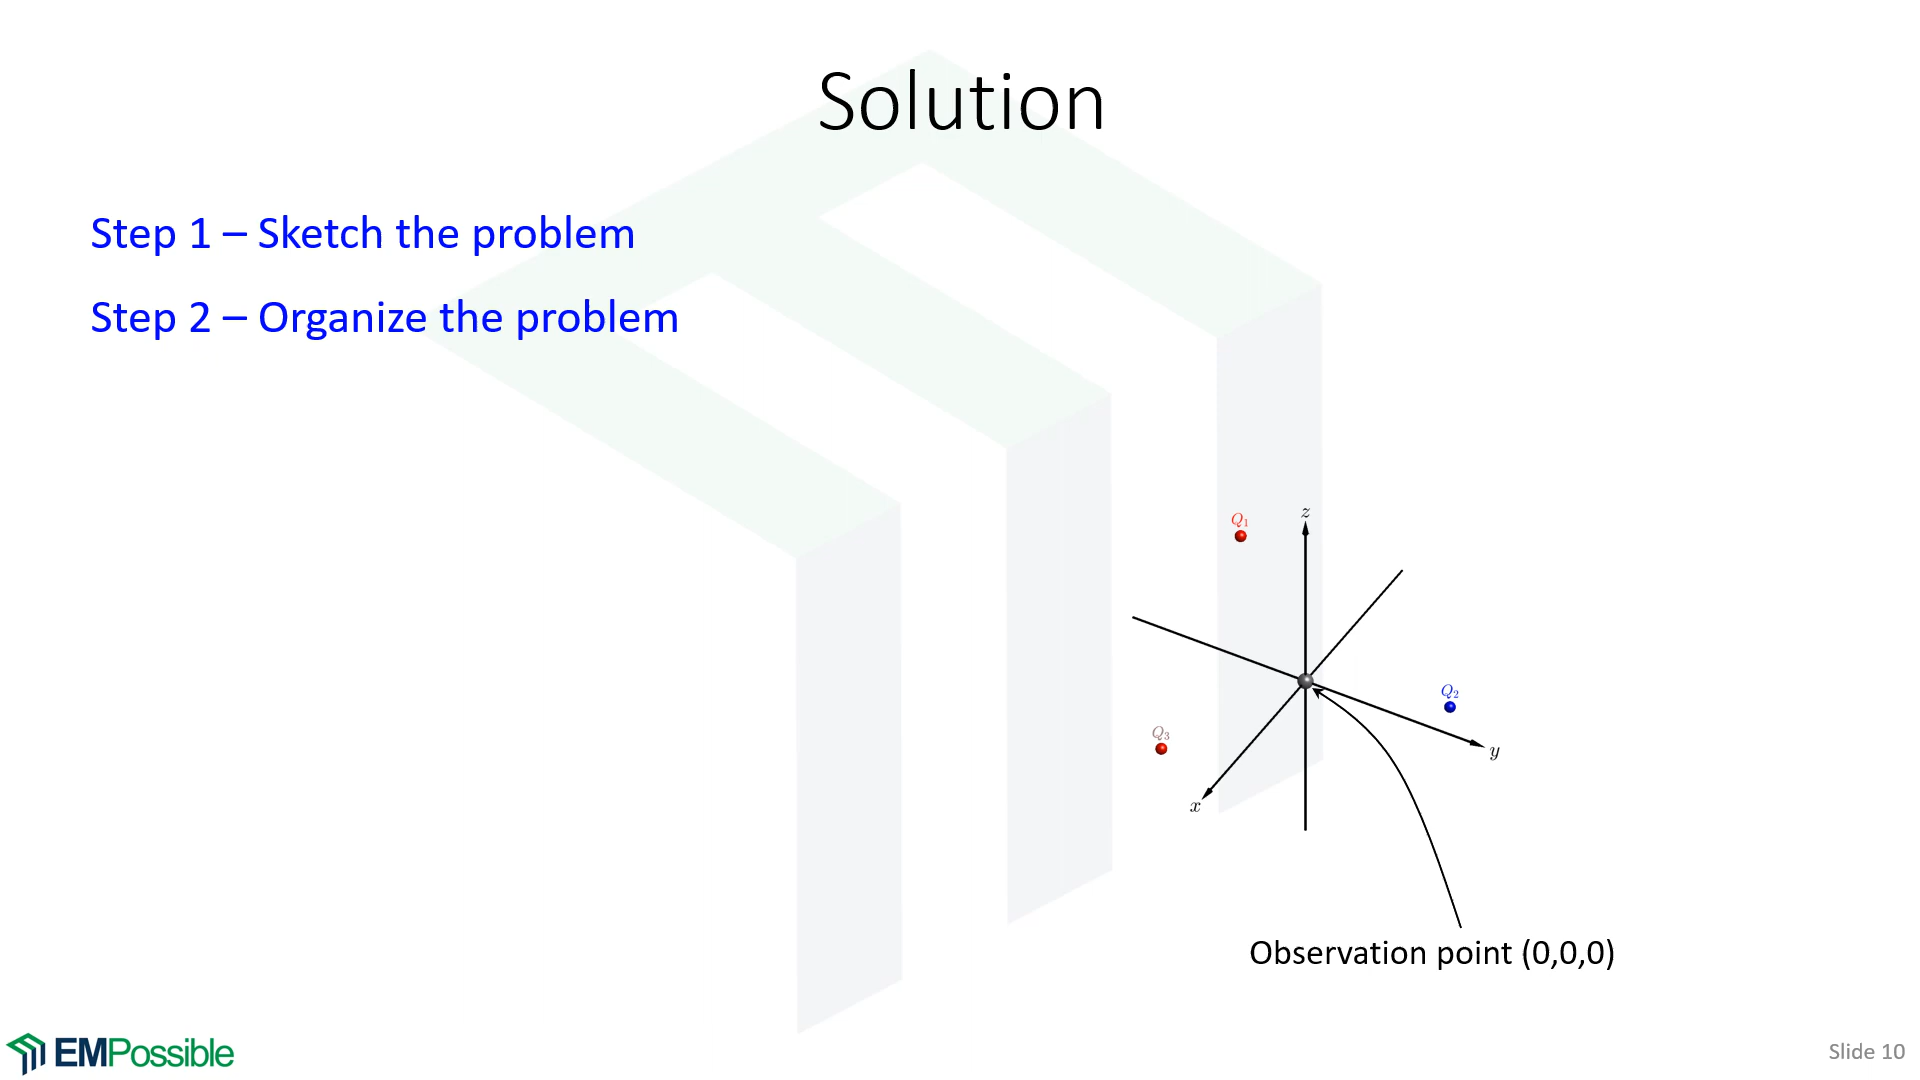 Solution
Step 1 – Sketch the problem
Step 2 – Organize the problem
Q1
z
Q2
Q3
y
x
Observation point (0,0,0)
EMPossible
Slide 10